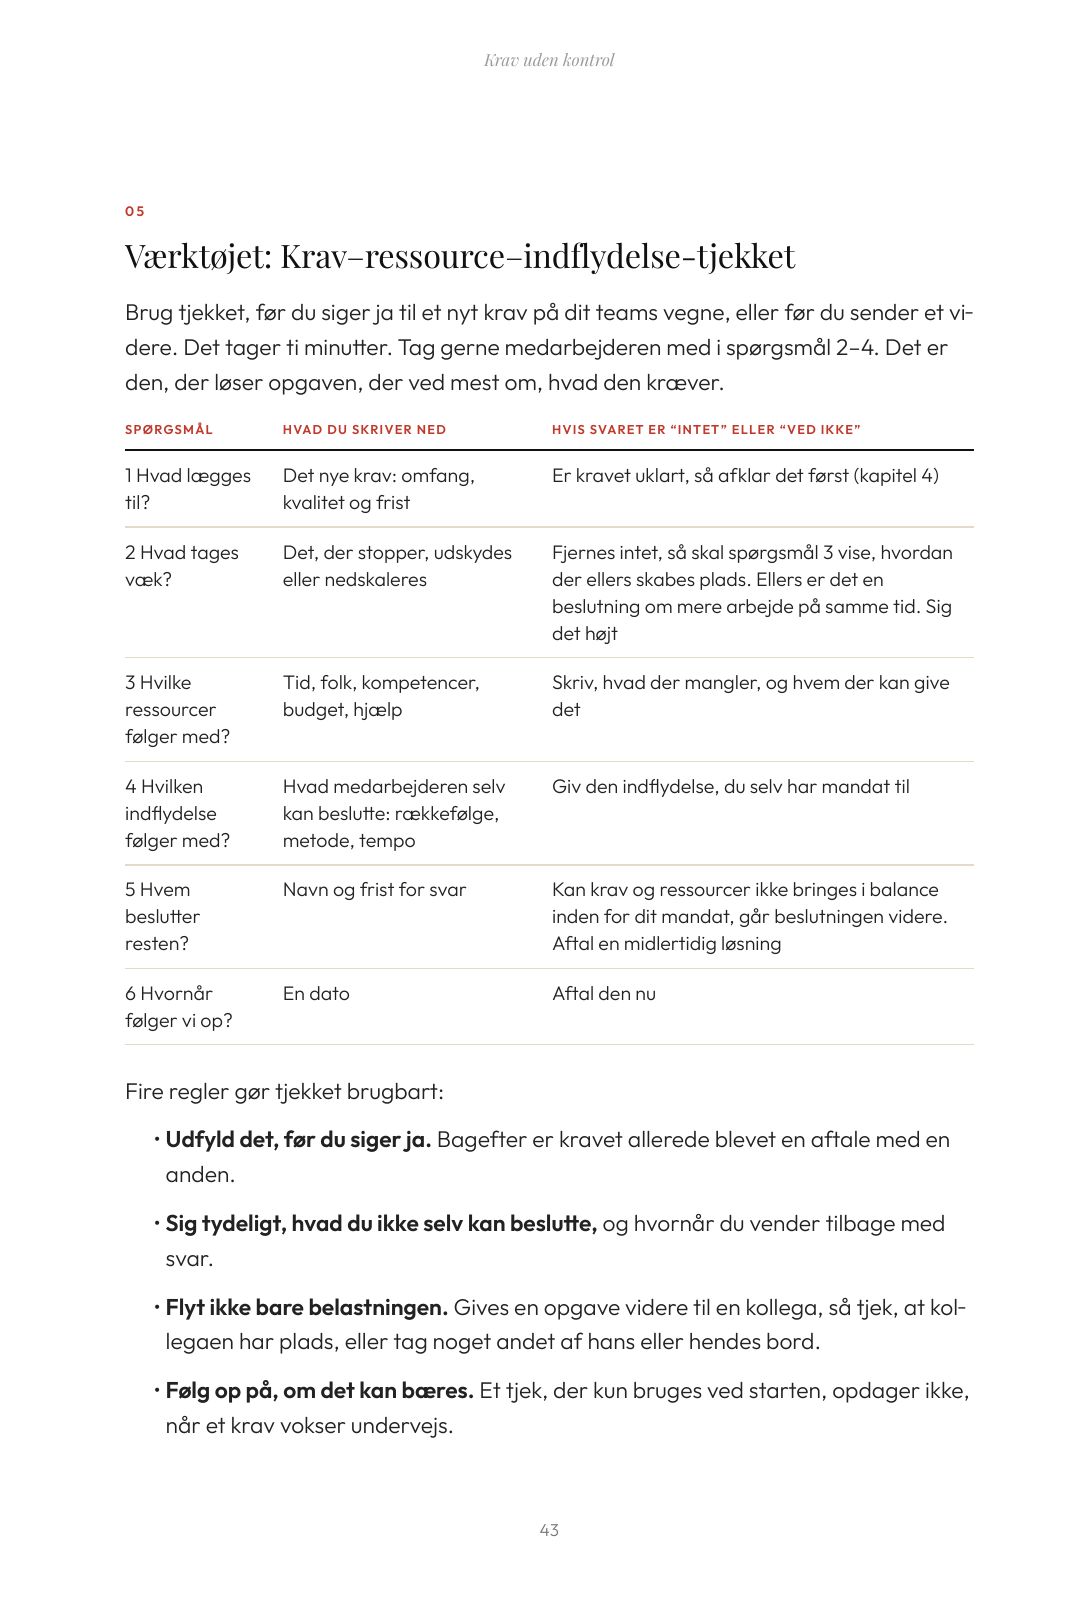 Krav uden kontrol
05
Værktøjet: Krav–ressource–indflydelse-tjekket
Brug tjekket, før du siger ja til et nyt krav på dit teams vegne, eller før du sender et vi-
dere. Det tager ti minutter. Tag gerne medarbejderen med i spørgsmål 2–4. Det er
den, der løser opgaven, der ved mest om, hvad den kræver.
SPØRGSMÅL HVAD DU SKRIVER NED HVIS SVARET ER “INTET” ELLER “VED IKKE”
1 Hvad lægges Det nye krav: omfang, Er kravet uklart, så afklar det først (kapitel 4)
til? kvalitet og frist
2 Hvad tages Det, der stopper, udskydes Fjernes intet, så skal spørgsmål 3 vise, hvordan
væk? eller nedskaleres der ellers skabes plads. Ellers er det en
beslutning om mere arbejde på samme tid. Sig
det højt
3 Hvilke Tid, folk, kompetencer, Skriv, hvad der mangler, og hvem der kan give
ressourcer budget, hjælp det
følger med?
4 Hvilken Hvad medarbejderen selv Giv den indflydelse, du selv har mandat til
indflydelse kan beslutte: rækkefølge,
følger med? metode, tempo
5 Hvem Navn og frist for svar Kan krav og ressourcer ikke bringes i balance
beslutter inden for dit mandat, går beslutningen videre.
resten? Aftal en midlertidig løsning
6 Hvornår En dato Aftal den nu
følger vi op?
Fire regler gør tjekket brugbart:
• Udfyld det, før du siger ja. Bagefter er kravet allerede blevet en aftale med en
anden.
• Sig tydeligt, hvad du ikke selv kan beslutte, og hvornår du vender tilbage med
svar.
• Flyt ikke bare belastningen. Gives en opgave videre til en kollega, så tjek, at kol-
legaen har plads, eller tag noget andet af hans eller hendes bord.
• Følg op på, om det kan bæres. Et tjek, der kun bruges ved starten, opdager ikke,
når et krav vokser undervejs.
43